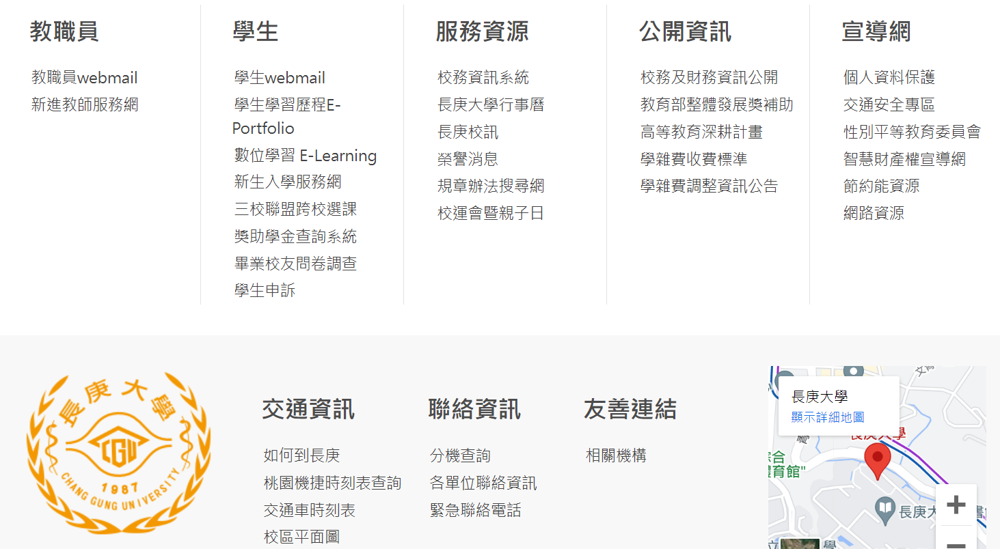 教職員
教職員webmail
新進教師服務網
學生
學生webmail
學生學習歷程E-
Portfolio
數位學習 E-Learning
新生入學服務網
三校聯盟跨校選課
獎助學金查詢系統
畢業校友問卷調查
學生申訴
服務資源
校務資訊系統
長庚大學行事曆
長庚校訊
榮譽消息
規章辦法搜尋網
校運會暨親子日
公開資訊
校務及財務資訊公開
教育部整體發展獎補助
高等教育深耕計畫
學雜費收費標準
學雜費調整資訊公告
宣導網
個人資料保護
交通安全專區
性別平等教育委員會
智慧財產權宣導網
節約能資源
網路資源
長庚大學
CGU
1987
CHANG GUNG UNIVERSITY
交通資訊
如何到長庚
桃園機捷時刻表查詢
交通車時刻表
校區平面圖
聯絡資訊
分機查詢
各單位聯絡資訊
緊急聯絡電話
友善連結
相關機構
長庚大學
顯示詳細地圖
長庚大學
育館"
長庚大